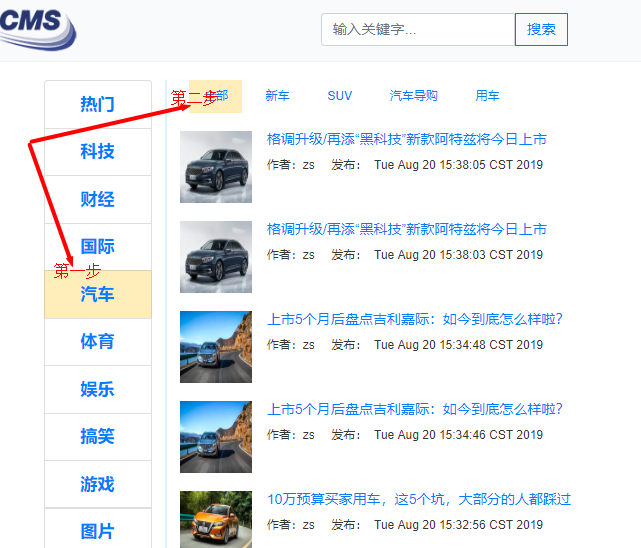 CMS
输入关键字...
搜索
热门
科技
财经
国际
第一步
汽车
体育
娱乐
搞笑
游戏
图片
第二步
部 新车 SUV 汽车导购 用车
格调升级/再添“黑科技”新款阿特兹将今日上市
作者：zs 发布： Tue Aug 20 15:38:05 CST 2019
格调升级/再添“黑科技”新款阿特兹将今日上市
作者：zs 发布： Tue Aug 20 15:38:03 CST 2019
上市5个月后盘点吉利嘉际：如今到底怎么样啦?
作者：zs 发布： Tue Aug 20 15:34:48 CST 2019
上市5个月后盘点吉利嘉际：如今到底怎么样啦?
作者：zs 发布： Tue Aug 20 15:34:46 CST 2019
10万预算买家用车，这5个坑，大部分的人都踩过
作者：zs 发布： Tue Aug 20 15:32:56 CST 2019